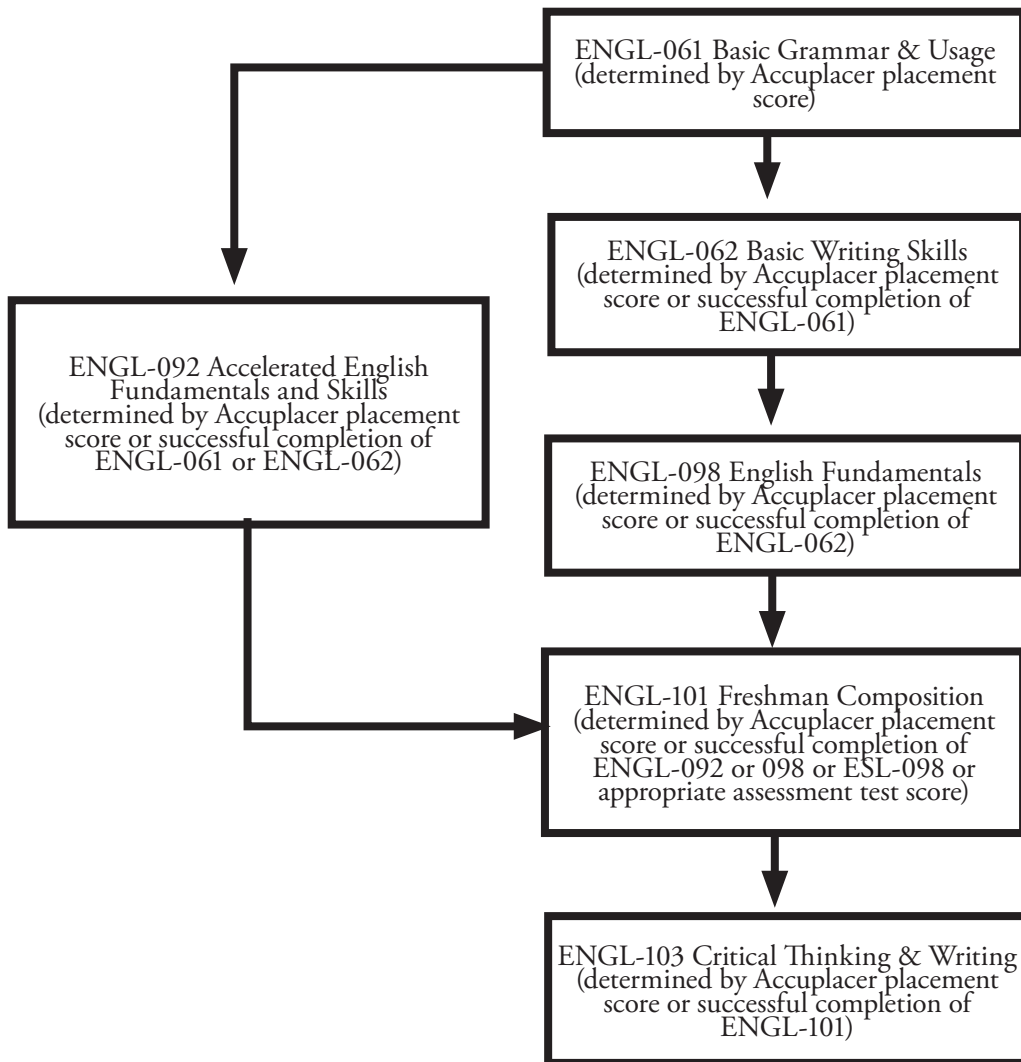 ENGL-061 Basic Grammar & Usage
(determined by Accuplacer placement
score)
ENGL-062 Basic Writing Skills
(determined by Accuplacer placement
score or successful completion of
ENGL-061)
ENGL-092 Accelerated English
Fundamentals and Skills
(determined by Accuplacer placement
score or successful completion of
ENGL-061 or ENGL-062)
ENGL-098 English Fundamentals
(determined by Accuplacer placement
score or successful completion of
ENGL-062)
ENGL-101 Freshman Composition
(determined by Accuplacer placement
score or successful completion of
ENGL-092 or 098 or ESL-098 or
appropriate assessment test score)
ENGL-103 Critical Thinking & Writing
(determined by Accuplacer placement
score or successful completion of
ENGL-101)